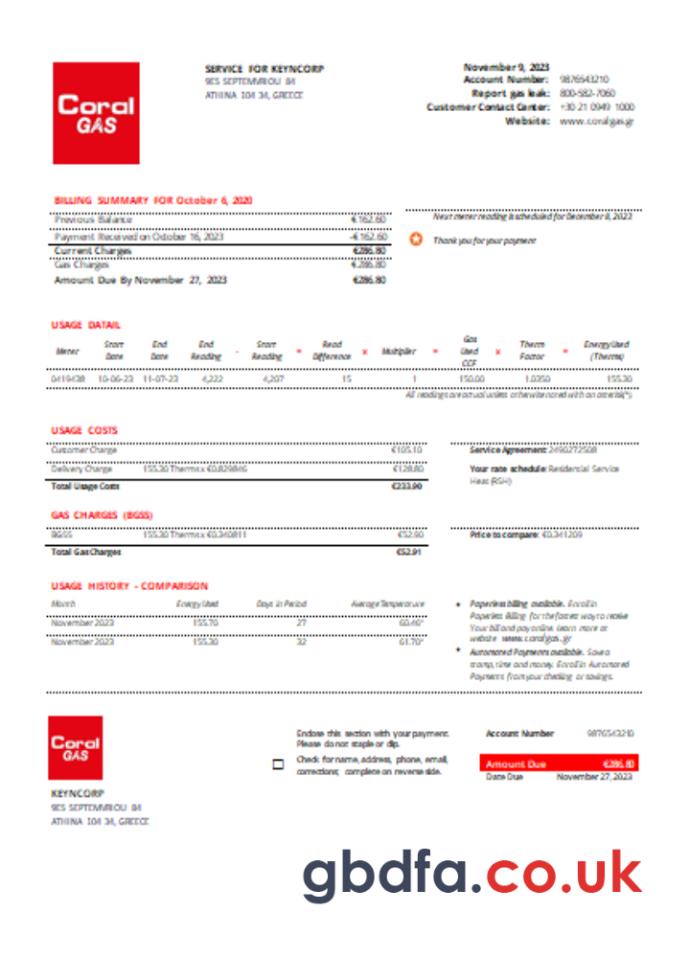 Coral
GAS
SERVICE FOR KEYNCORP
9ES SEPTEMVRIOU 84
ATHINA 104 34, GREECE
November 9, 2023
Account Number: 9876543210
Report gas leak: 800-582-7060
Customer Contact Center: +30 21 0949 1000
Website: www.coralgas.gr
BILLING SUMMARY FOR October 6, 2020
Previous Balance €162.60
Payment Received on October 16, 2023 -€162.60
Current Charges €286.80
Gas Charges €286.80
Amount Due By November 27, 2023 €286.80
Next meter reading is scheduled for December 8, 2023
Thank you for your payment
USAGE DATAIL
Meter Start Date End Date End Reading - Start Reading = Read Difference x Multiplier = Gas Used CCF x Therm Factor = Energy Used (Therms)
0419438 10-06-23 11-07-23 4,222 4,207 15 1 150.00 1.0350 155.30
All readings are actual unless otherwise noted with an asterisk(*).
USAGE COSTS
Customer Charge €105.10
Delivery Charge 155.30 Therms x €0.829846 €128.80
Total Usage Costs €233.90
Service Agreement: 2490272508
Your rate schedule: Residential Service
Heat (RSH)
GAS CHARGES (BGSS)
BGSS 155.30 Therms x €0.340811 €52.90
Total Gas Charges €52.91
Price to compare: €0.341209
USAGE HISTORY - COMPARISON
Month Energy Used Days in Period Average Temperature
November 2023 155.70 27 60.46°
November 2023 155.30 32 61.70°
• Paperless billing available. Enroll in
Paperless Billing for the fastest way to receive
Your bill and pay online. Learn more at
website www.coralgas.gr
* Automated Payments available. Save a
stamp, time and money. Enroll in Automated
Payments from your checking or savings.
Coral
GAS
Enclose this section with your payment.
Please do not staple or clip.
Check for name, address, phone, email,
corrections; complete on reverse side.
Account Number 9876543210
Amount Due €286.80
Date Due November 27, 2023
KEYNCORP
9ES SEPTEMVRIOU 84
ATHINA 104 34, GREECE
gbdfa.co.uk